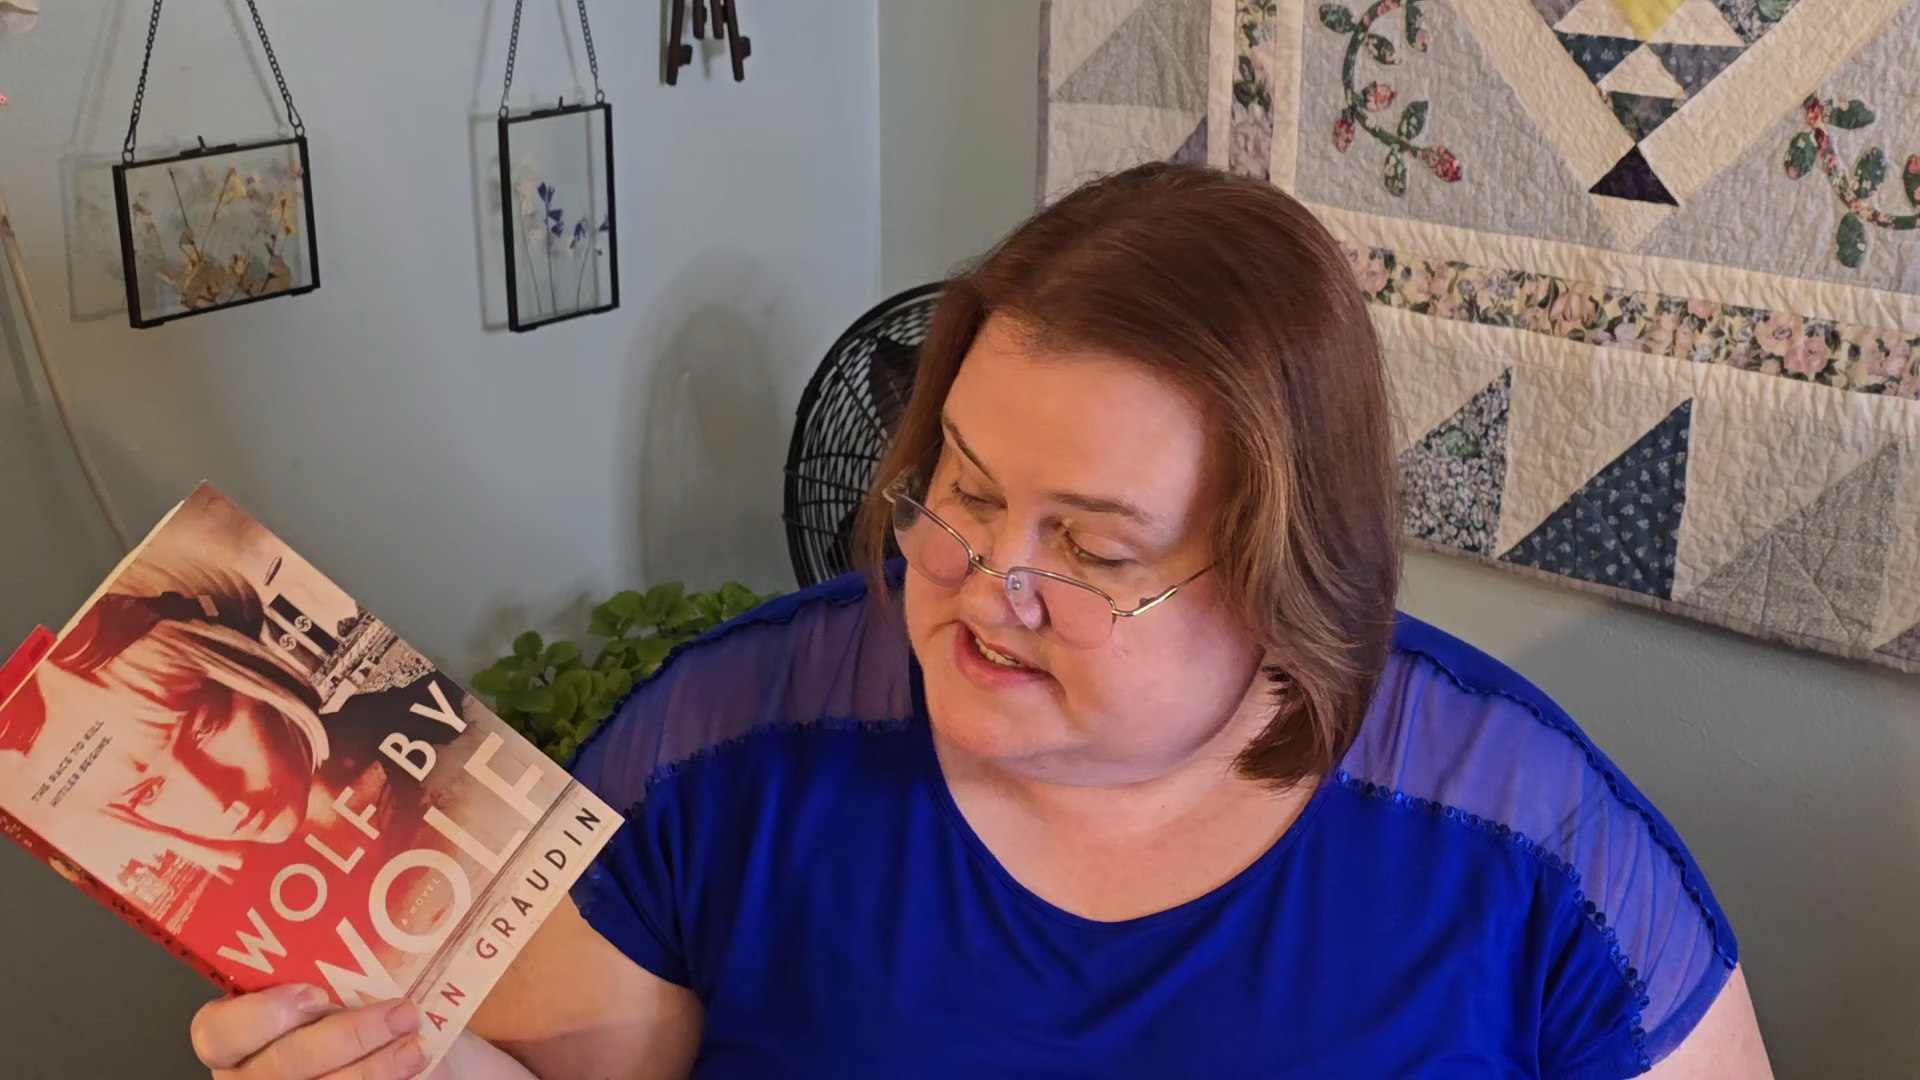 THE RACE TO KILL
HITLER BEGINS.
WOLF BY
WOLF
A NOVEL
AN GRAUDIN